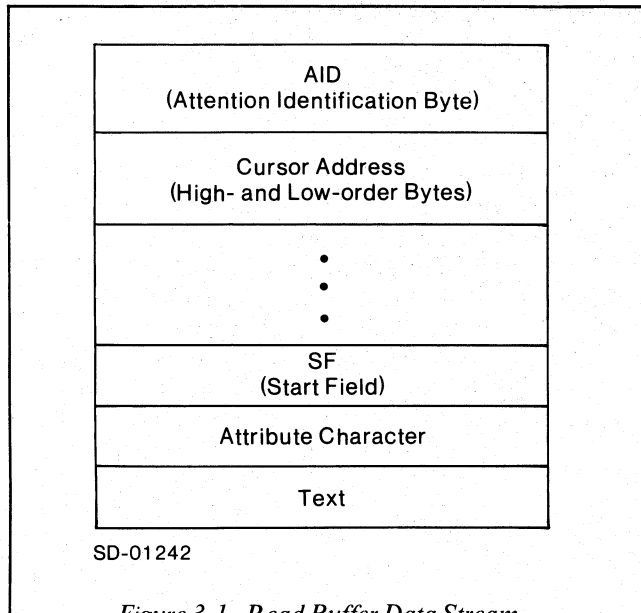 AID
(Attention Identification Byte)
Cursor Address
(High- and Low-order Bytes)
SF
(Start Field)
Attribute Character
Text
SD-01242
Figure 3-1. Read Buffer Data Stream